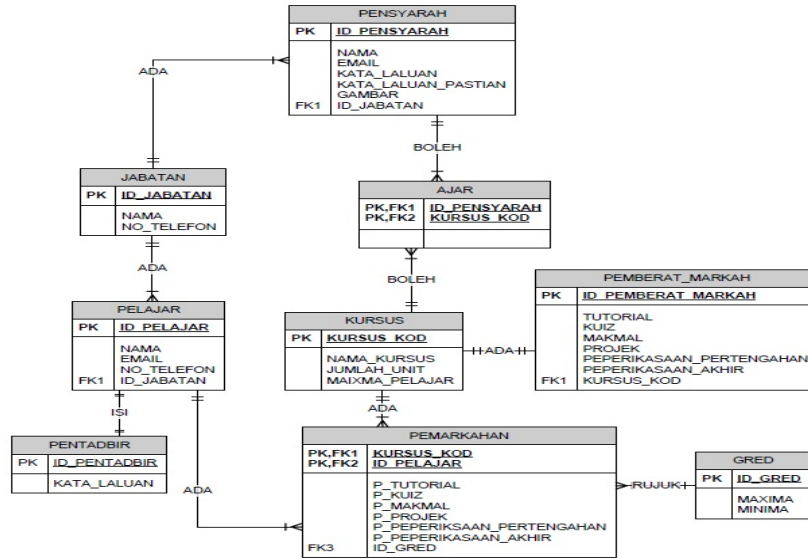 PENSYARAH
PK ID_PENSYARAH
NAMA
EMAIL
KATA_LALUAN
KATA_LALUAN_PASTIAN
GAMBAR
FK1 ID_JABATAN
ADA
BOLEH
JABATAN
PK ID_JABATAN
NAMA
NO_TELEFON
AJAR
PK,FK1 ID_PENSYARAH
PK,FK2 KURSUS_KOD
ADA
BOLEH
PEMBERAT_MARKAH
PK ID_PEMBERAT_MARKAH
TUTORIAL
KUIZ
MAKMAL
PROJEK
PEPERIKASAAN_PERTENGAHAN
PEPERIKASAAN_AKHIR
FK1 KURSUS_KOD
PELAJAR
PK ID_PELAJAR
NAMA
EMAIL
NO_TELEFON
FK1 ID_JABATAN
KURSUS
PK KURSUS_KOD
NAMA_KURSUS
JUMLAH_UNIT
MAIXMA_PELAJAR
ADA
ISI
ADA
PENTADBIR
PK ID_PENTADBIR
KATA_LALUAN
ADA
PEMARKAHAN
PK,FK1 KURSUS_KOD
PK,FK2 ID_PELAJAR
P_TUTORIAL
P_KUIZ
P_MAKMAL
P_PROJEK
P_PEPERIKSAAN_PERTENGAHAN
P_PEPERIKASAAN_AKHIR
FK3 ID_GRED
RUJUK
GRED
PK ID_GRED
MAXIMA
MINIMA